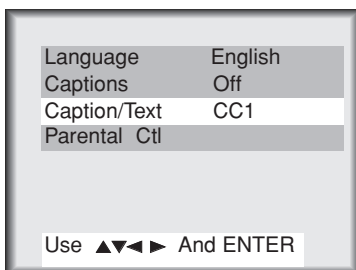 Language English
Captions Off
Caption/Text CC1
Parental Ctl
Use ▲▼◄ ► And ENTER